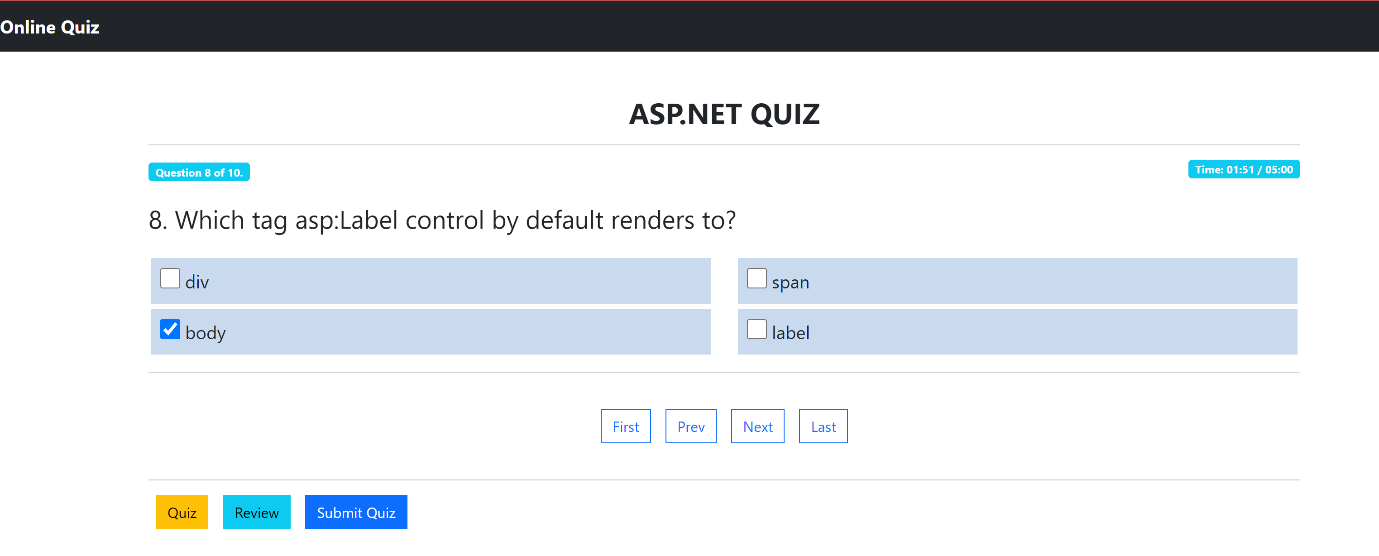 Online Quiz
ASP.NET QUIZ
Question 8 of 10.
Time: 01:51 / 05:00
8. Which tag asp:Label control by default renders to?
div
span
body
label
First Prev Next Last
Quiz Review Submit Quiz